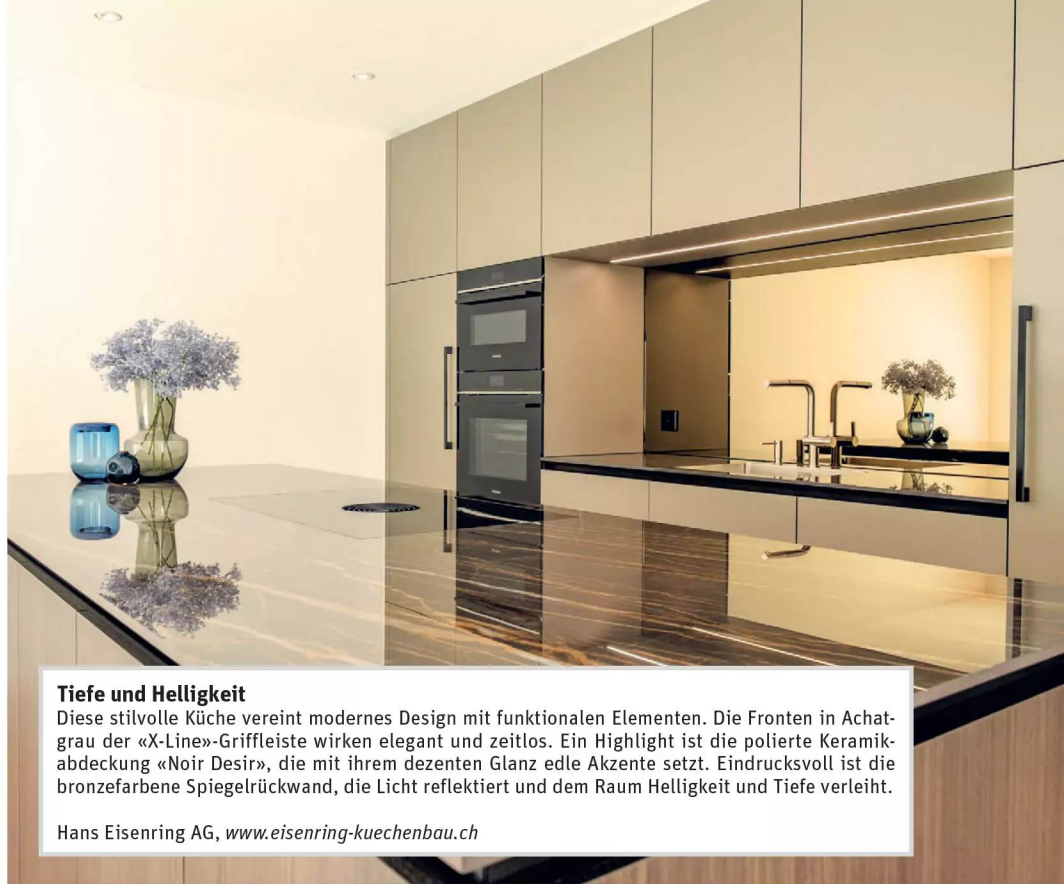 Tiefe und Helligkeit
Diese stilvolle Küche vereint modernes Design mit funktionalen Elementen. Die Fronten in Achat-
grau der «X-Line»-Griffleiste wirken elegant und zeitlos. Ein Highlight ist die polierte Keramik-
abdeckung «Noir Desir», die mit ihrem dezenten Glanz edle Akzente setzt. Eindrucksvoll ist die
bronzefarbene Spiegelrückwand, die Licht reflektiert und dem Raum Helligkeit und Tiefe verleiht.
Hans Eisenring AG, www.eisenring-kuechenbau.ch